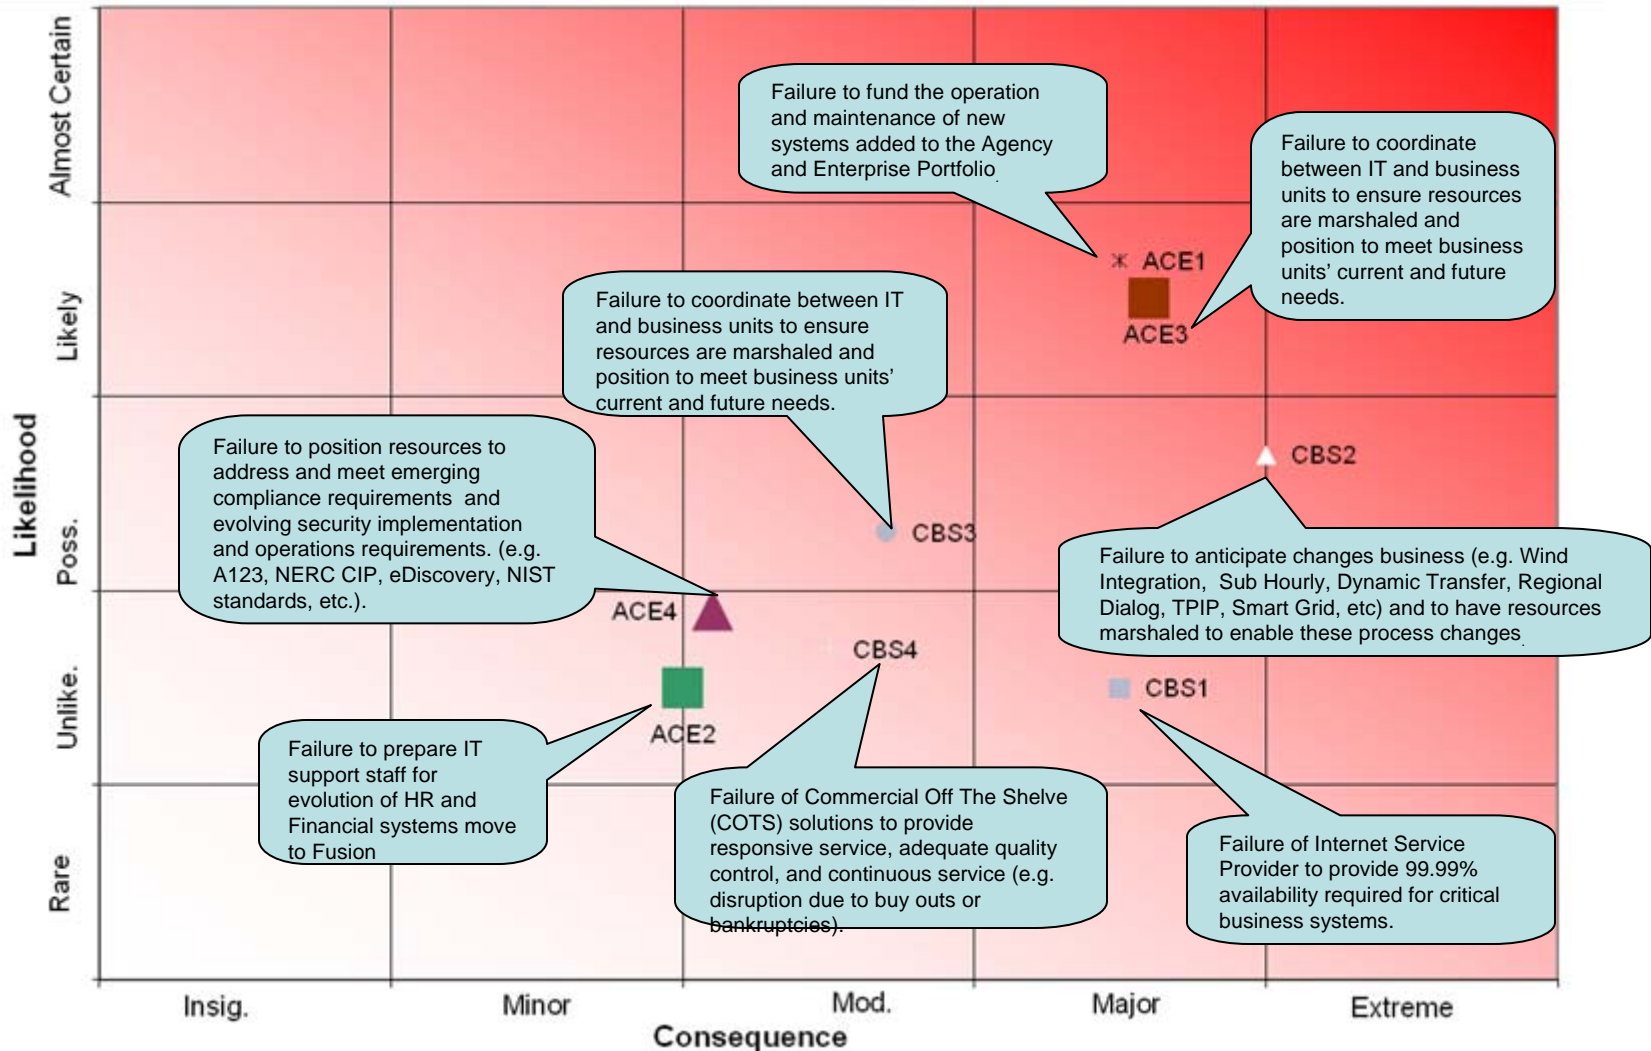 Almost Certain
Likely
Poss.
Unlike.
Rare
Likelihood
Failure to fund the operation
and maintenance of new
systems added to the Agency
and Enterprise Portfolio
Failure to coordinate
between IT and business
units to ensure resources
are marshaled and
position to meet business
units’ current and future
needs.
ACE1
ACE3
Failure to coordinate between IT
and business units to ensure
resources are marshaled and
position to meet business units’
current and future needs.
Failure to position resources to
address and meet emerging
compliance requirements and
evolving security implementation
and operations requirements. (e.g.
A123, NERC CIP, eDiscovery, NIST
standards, etc.).
CBS2
CBS3
Failure to anticipate changes business (e.g. Wind
Integration, Sub Hourly, Dynamic Transfer, Regional
Dialog, TPIP, Smart Grid, etc) and to have resources
marshaled to enable these process changes
ACE4
CBS4
CBS1
ACE2
Failure to prepare IT
support staff for
evolution of HR and
Financial systems move
to Fusion
Failure of Commercial Off The Shelve
(COTS) solutions to provide
responsive service, adequate quality
control, and continuous service (e.g.
disruption due to buy outs or
bankruptcies).
Failure of Internet Service
Provider to provide 99.99%
availability required for critical
business systems.
Insig.
Minor
Mod.
Major
Extreme
Consequence